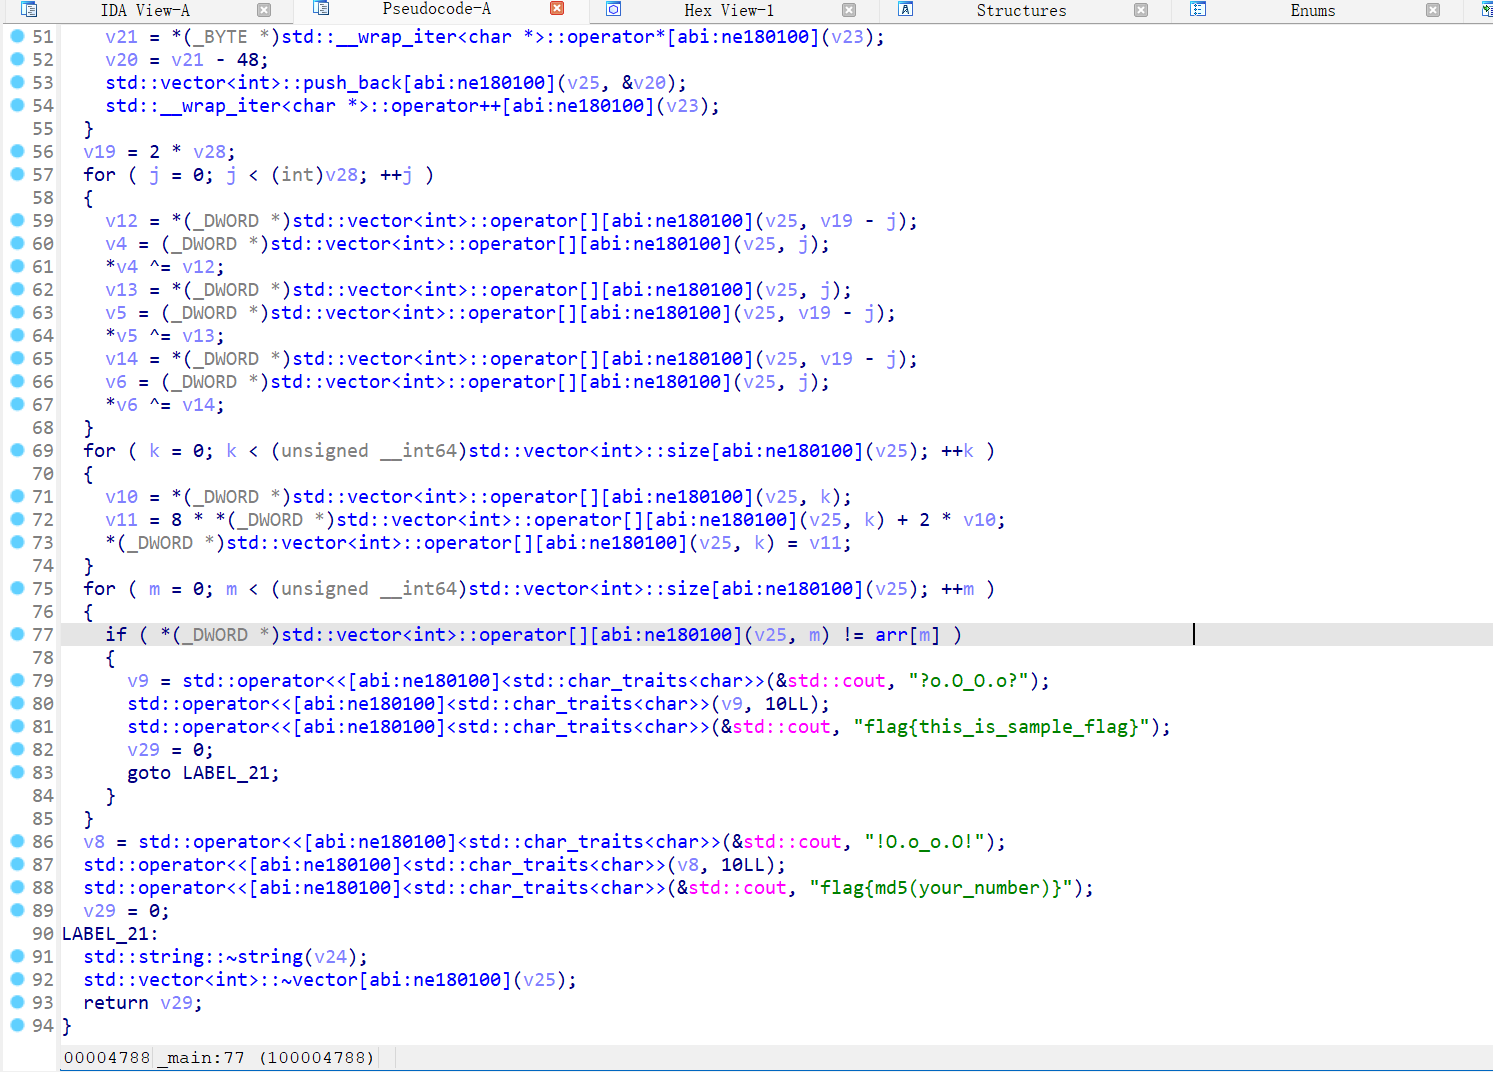 IDA View-A Pseudocode-A Hex View-1 Structures Enums
51 v21 = *(_BYTE *)std::__wrap_iter<char *>::operator*[abi:ne180100](v23);
52 v20 = v21 - 48;
53 std::vector<int>::push_back[abi:ne180100](v25, &v20);
54 std::__wrap_iter<char *>::operator++[abi:ne180100](v23);
55 }
56 v19 = 2 * v28;
57 for ( j = 0; j < (int)v28; ++j )
58 {
59 v12 = *(_DWORD *)std::vector<int>::operator[][abi:ne180100](v25, v19 - j);
60 v4 = (_DWORD *)std::vector<int>::operator[][abi:ne180100](v25, j);
61 *v4 ^= v12;
62 v13 = *(_DWORD *)std::vector<int>::operator[][abi:ne180100](v25, j);
63 v5 = (_DWORD *)std::vector<int>::operator[][abi:ne180100](v25, v19 - j);
64 *v5 ^= v13;
65 v14 = *(_DWORD *)std::vector<int>::operator[][abi:ne180100](v25, v19 - j);
66 v6 = (_DWORD *)std::vector<int>::operator[][abi:ne180100](v25, j);
67 *v6 ^= v14;
68 }
69 for ( k = 0; k < (unsigned __int64)std::vector<int>::size[abi:ne180100](v25); ++k )
70 {
71 v10 = *(_DWORD *)std::vector<int>::operator[][abi:ne180100](v25, k);
72 v11 = 8 * *(_DWORD *)std::vector<int>::operator[][abi:ne180100](v25, k) + 2 * v10;
73 *(_DWORD *)std::vector<int>::operator[][abi:ne180100](v25, k) = v11;
74 }
75 for ( m = 0; m < (unsigned __int64)std::vector<int>::size[abi:ne180100](v25); ++m )
76 {
77 if ( *(_DWORD *)std::vector<int>::operator[][abi:ne180100](v25, m) != arr[m] )
78 {
79 v9 = std::operator<<[abi:ne180100]<std::char_traits<char>>(&std::cout, "?o.O_O.o?");
80 std::operator<<[abi:ne180100]<std::char_traits<char>>(v9, 10LL);
81 std::operator<<[abi:ne180100]<std::char_traits<char>>(&std::cout, "flag{this_is_sample_flag}");
82 v29 = 0;
83 goto LABEL_21;
84 }
85 }
86 v8 = std::operator<<[abi:ne180100]<std::char_traits<char>>(&std::cout, "!O.o_o.O!");
87 std::operator<<[abi:ne180100]<std::char_traits<char>>(v8, 10LL);
88 std::operator<<[abi:ne180100]<std::char_traits<char>>(&std::cout, "flag{md5(your_number)}");
89 v29 = 0;
90 LABEL_21:
91 std::string::~string(v24);
92 std::vector<int>::~vector[abi:ne180100](v25);
93 return v29;
94 }
00004788 _main:77 (100004788)